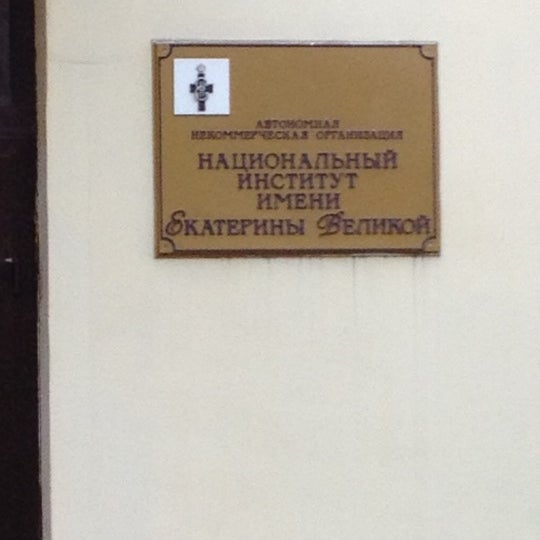 АВТОНОМНАЯ
НЕКОММЕРЧЕСКАЯ ОРГАНИЗАЦИЯ
НАЦИОНАЛЬНЫЙ
ИНСТИТУТ
ИМЕНИ
ЕКАТЕРИНЫ ВЕЛИКОЙ